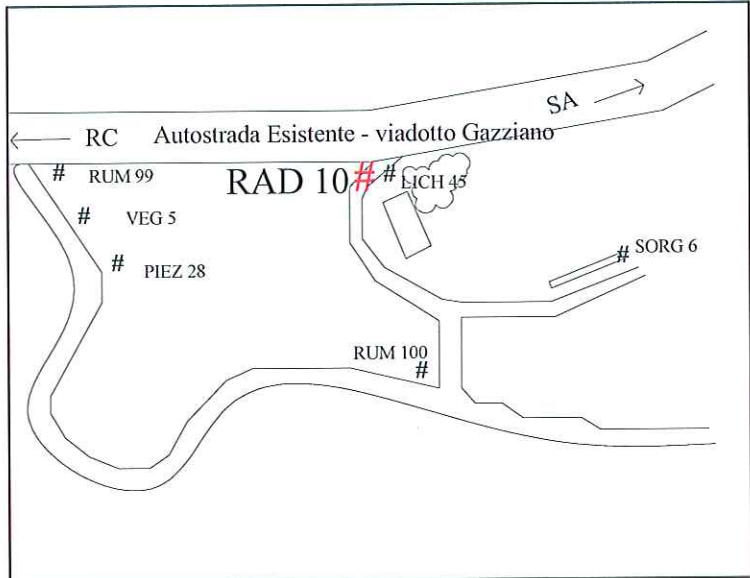 SA
RC Autostrada Esistente - viadotto Gazziano
# RUM 99
RAD 10 # # LICH 45
# VEG 5
# PIEZ 28
# SORG 6
RUM 100
#